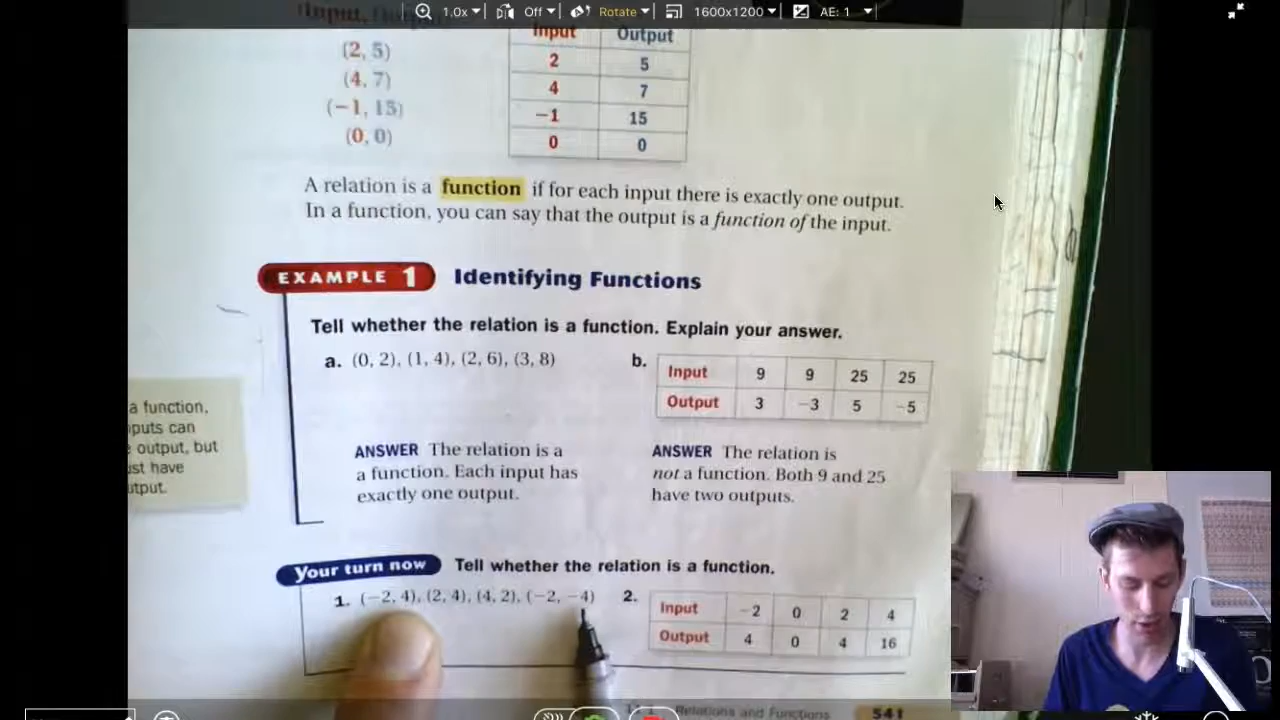 1.0x Off Rotate 1600x1200 AE: 1
Input Output
(2, 5)
(4, 7)
(−1, 15)
(0, 0)
2 5
4 7
−1 15
0 0
A relation is a function if for each input there is exactly one output.
In a function, you can say that the output is a function of the input.
EXAMPLE 1 Identifying Functions
Tell whether the relation is a function. Explain your answer.
a. (0, 2), (1, 4), (2, 6), (3, 8)
b. Input 9 9 25 25
Output 3 −3 5 −5
a function,
puts can
output, but
st have
utput.
ANSWER The relation is a
a function. Each input has
exactly one output.
ANSWER The relation is
not a function. Both 9 and 25
have two outputs.
Your turn now Tell whether the relation is a function.
1. (−2, 4), (2, 4), (4, 2), (−2, −4)
2. Input −2 0 2 4
Output 4 0 4 16
Relations and Functions 541